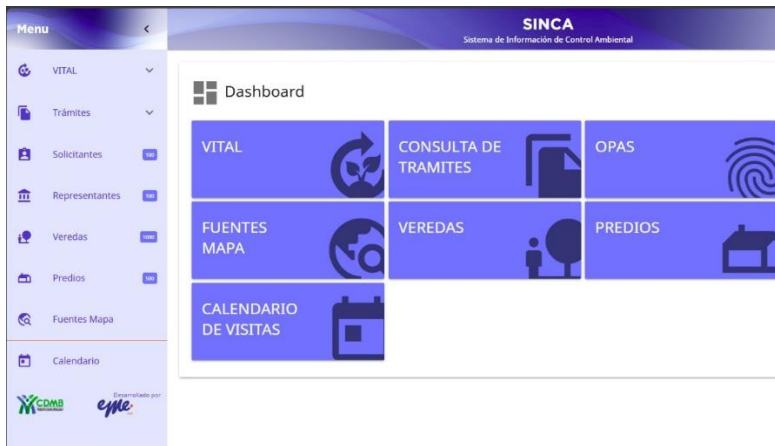 Menu
SINCA
Sistema de Información de Control Ambiental
VITAL
Trámites
Solicitantes
Representantes
Veredas
Predios
Fuentes Mapa
Calendario
CDMB
Desarrollado por
eme
Dashboard
VITAL
CONSULTA DE
TRAMITES
OPAS
FUENTES
MAPA
VEREDAS
PREDIOS
CALENDARIO
DE VISITAS